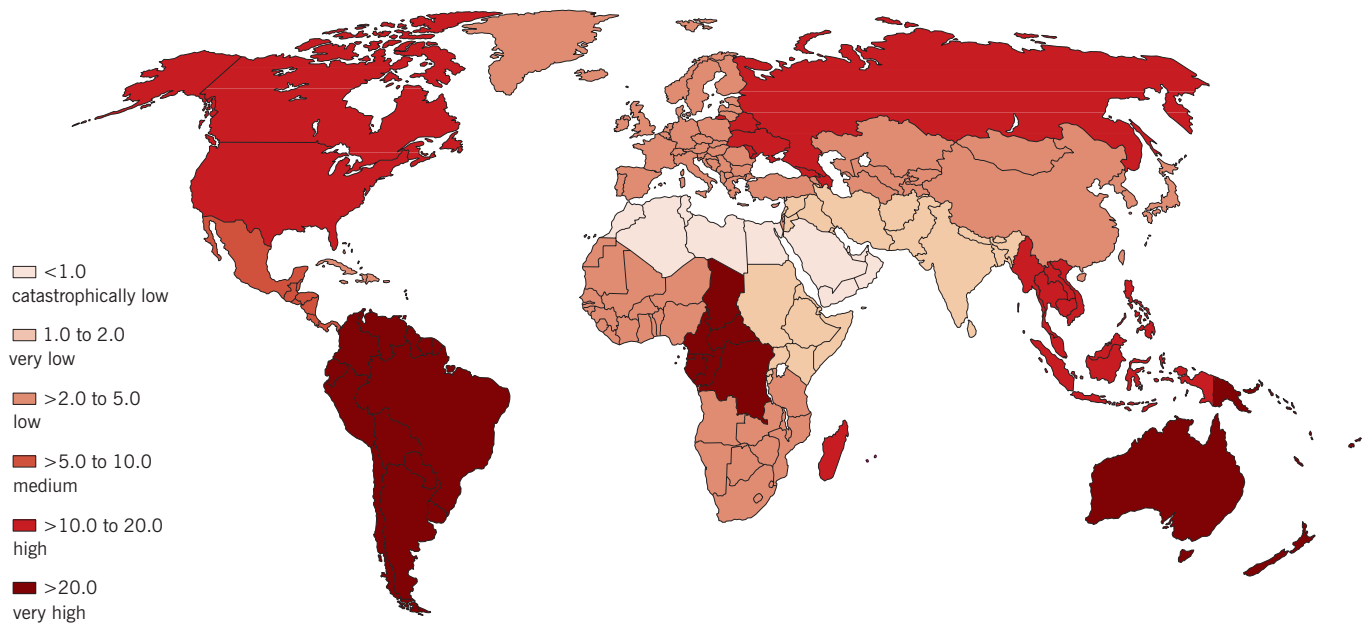 <1.0
catastrophically low
1.0 to 2.0
very low
>2.0 to 5.0
low
>5.0 to 10.0
medium
>10.0 to 20.0
high
>20.0
very high